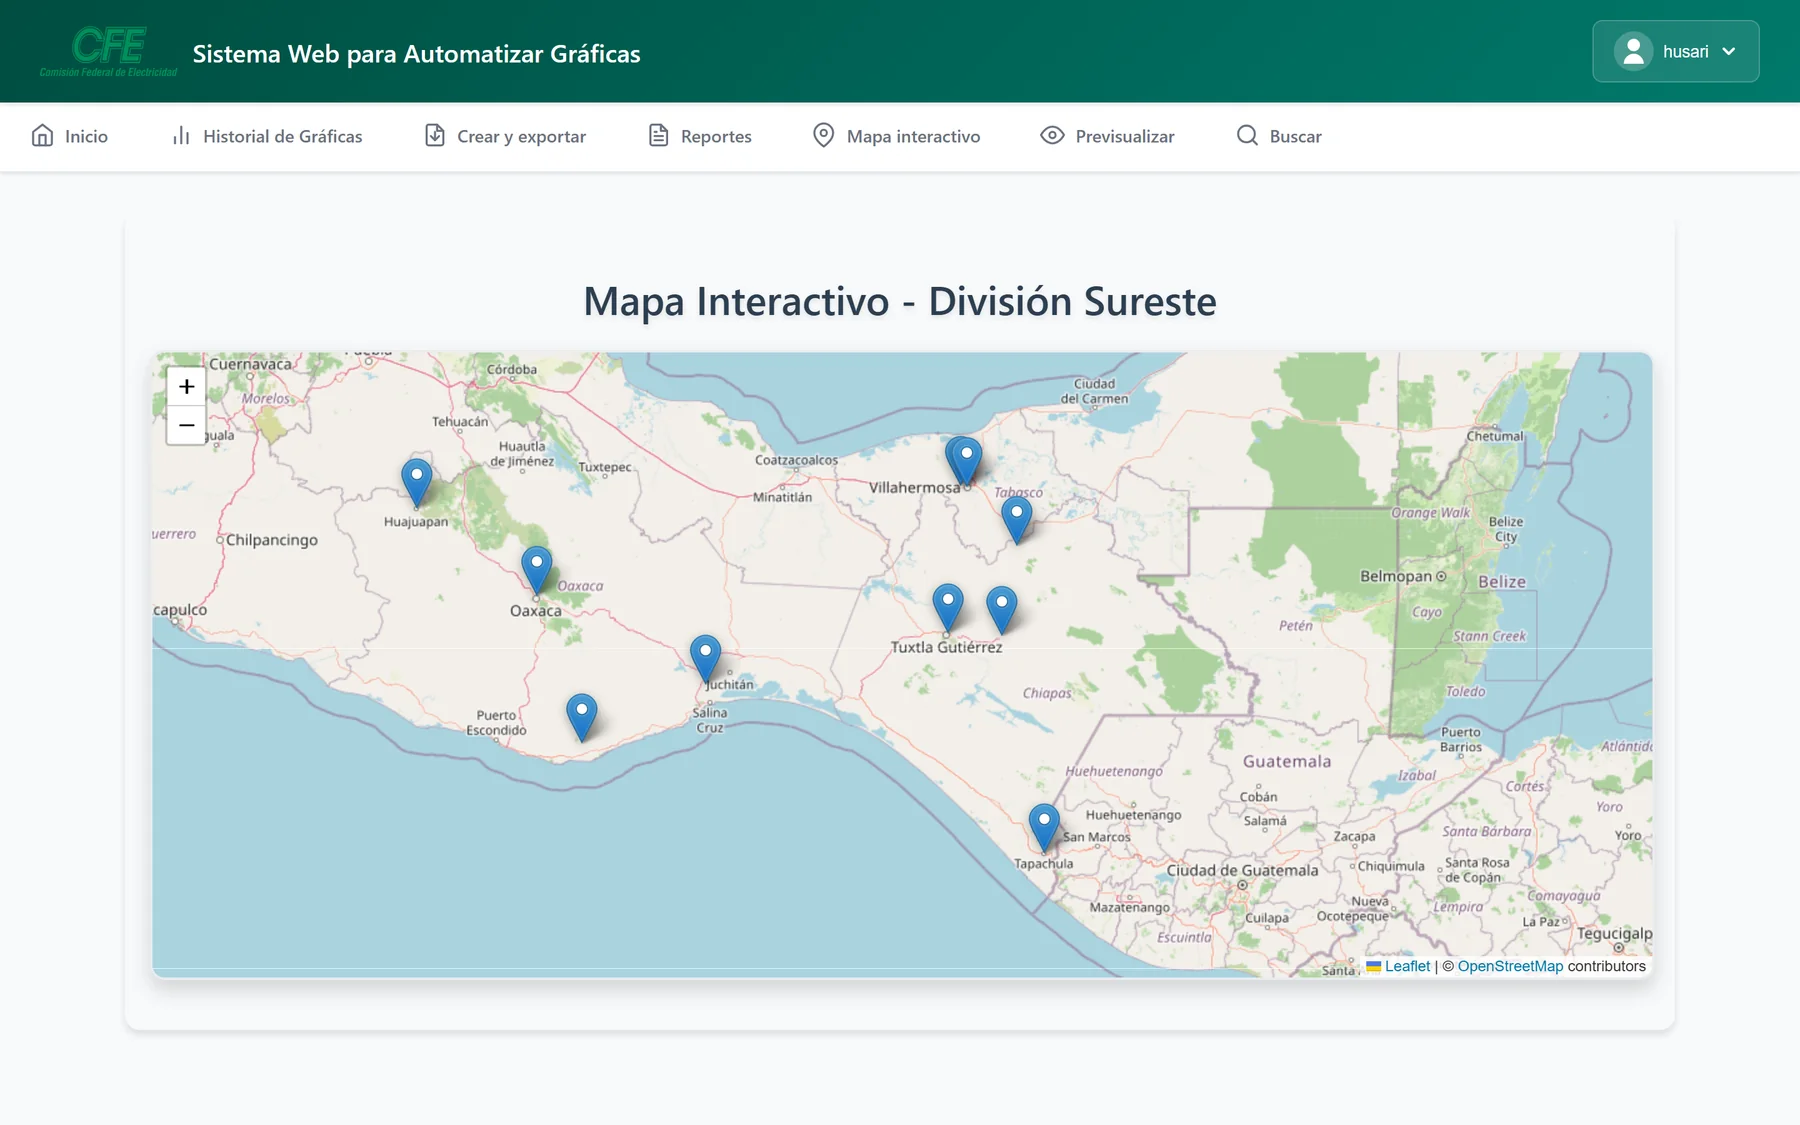 CFE
Comisión Federal de Electricidad
Sistema Web para Automatizar Gráficas
husari
Inicio
Historial de Gráficas
Crear y exportar
Reportes
Mapa interactivo
Previsualizar
Buscar
Mapa Interactivo - División Sureste
+
−
Cuernavaca
Morelos
Córdoba
Tehuacán
Huautla
de Jiménez
Tuxtepec
Coatzacoalcos
Minatitlán
Ciudad
del Carmen
Villahermosa
Tabasco
Chetumal
Orange Walk
Belize
City
Huajuapan
Chilpancingo
Oaxaca
Oaxaca
Belmopan
Belize
Cayo
Petén
Stann Creek
Tuxtla Gutiérrez
Juchitán
Chiapas
Toledo
Salina
Cruz
Puerto
Escondido
Puerto
Barrios
Guatemala
Huehuetenango
Izabal
Cortés
Cobán
Yoro
Huehuetenango
Salamá
San Marcos
Zacapa
Santa Bárbara
Yoro
Tapachula
Ciudad de Guatemala
Chiquimula
Santa Rosa
de Copán
Comayagua
Mazatenango
Nueva
Ocotepeque
Lempira
Cuilapa
La Paz
Escuintla
Tegucigalp
Santa
Leaflet | © OpenStreetMap contributors